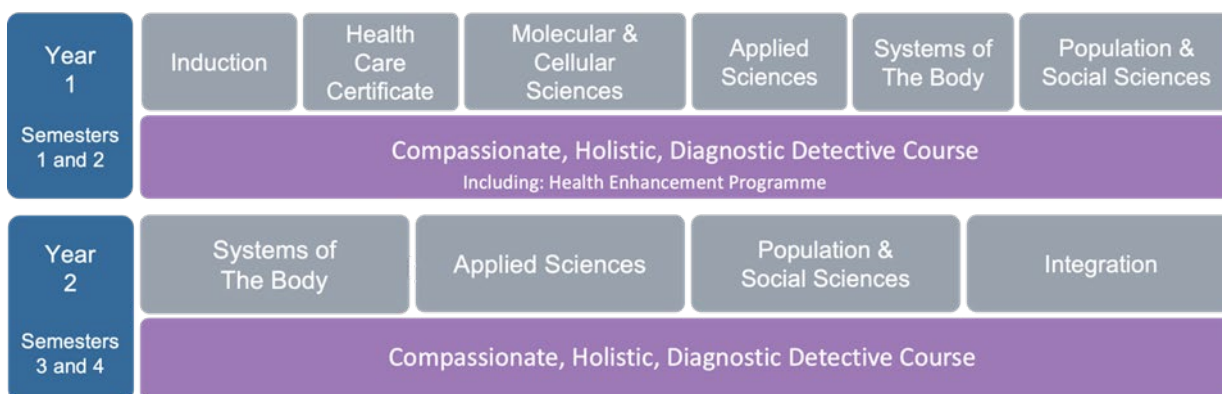 Year
1
Semesters
1 and 2
Induction
Health
Care
Certificate
Molecular &
Cellular
Sciences
Applied
Sciences
Systems of
The Body
Population &
Social Sciences
Compassionate, Holistic, Diagnostic Detective Course
Including: Health Enhancement Programme
Year
2
Semesters
3 and 4
Systems of
The Body
Applied Sciences
Population &
Social Sciences
Integration
Compassionate, Holistic, Diagnostic Detective Course